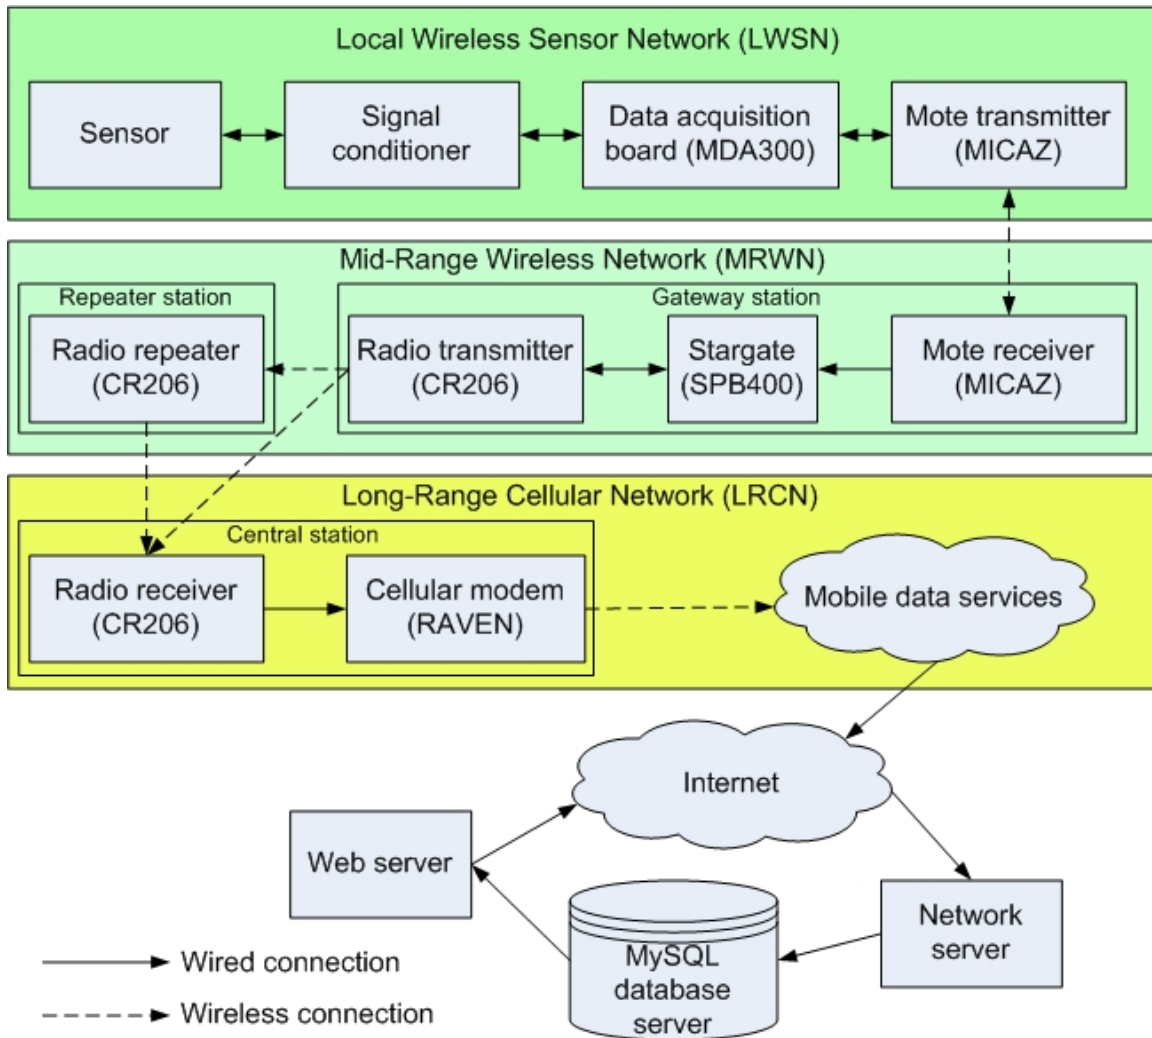 Local Wireless Sensor Network (LWSN)
Sensor
Signal
conditioner
Data acquisition
board (MDA300)
Mote transmitter
(MICAZ)
Mid-Range Wireless Network (MRWN)
Repeater station
Gateway station
Radio repeater
(CR206)
Radio transmitter
(CR206)
Stargate
(SPB400)
Mote receiver
(MICAZ)
Long-Range Cellular Network (LRCN)
Central station
Radio receiver
(CR206)
Cellular modem
(RAVEN)
Mobile data services
Internet
Web server
Network
server
MySQL
database
server
Wired connection
Wireless connection